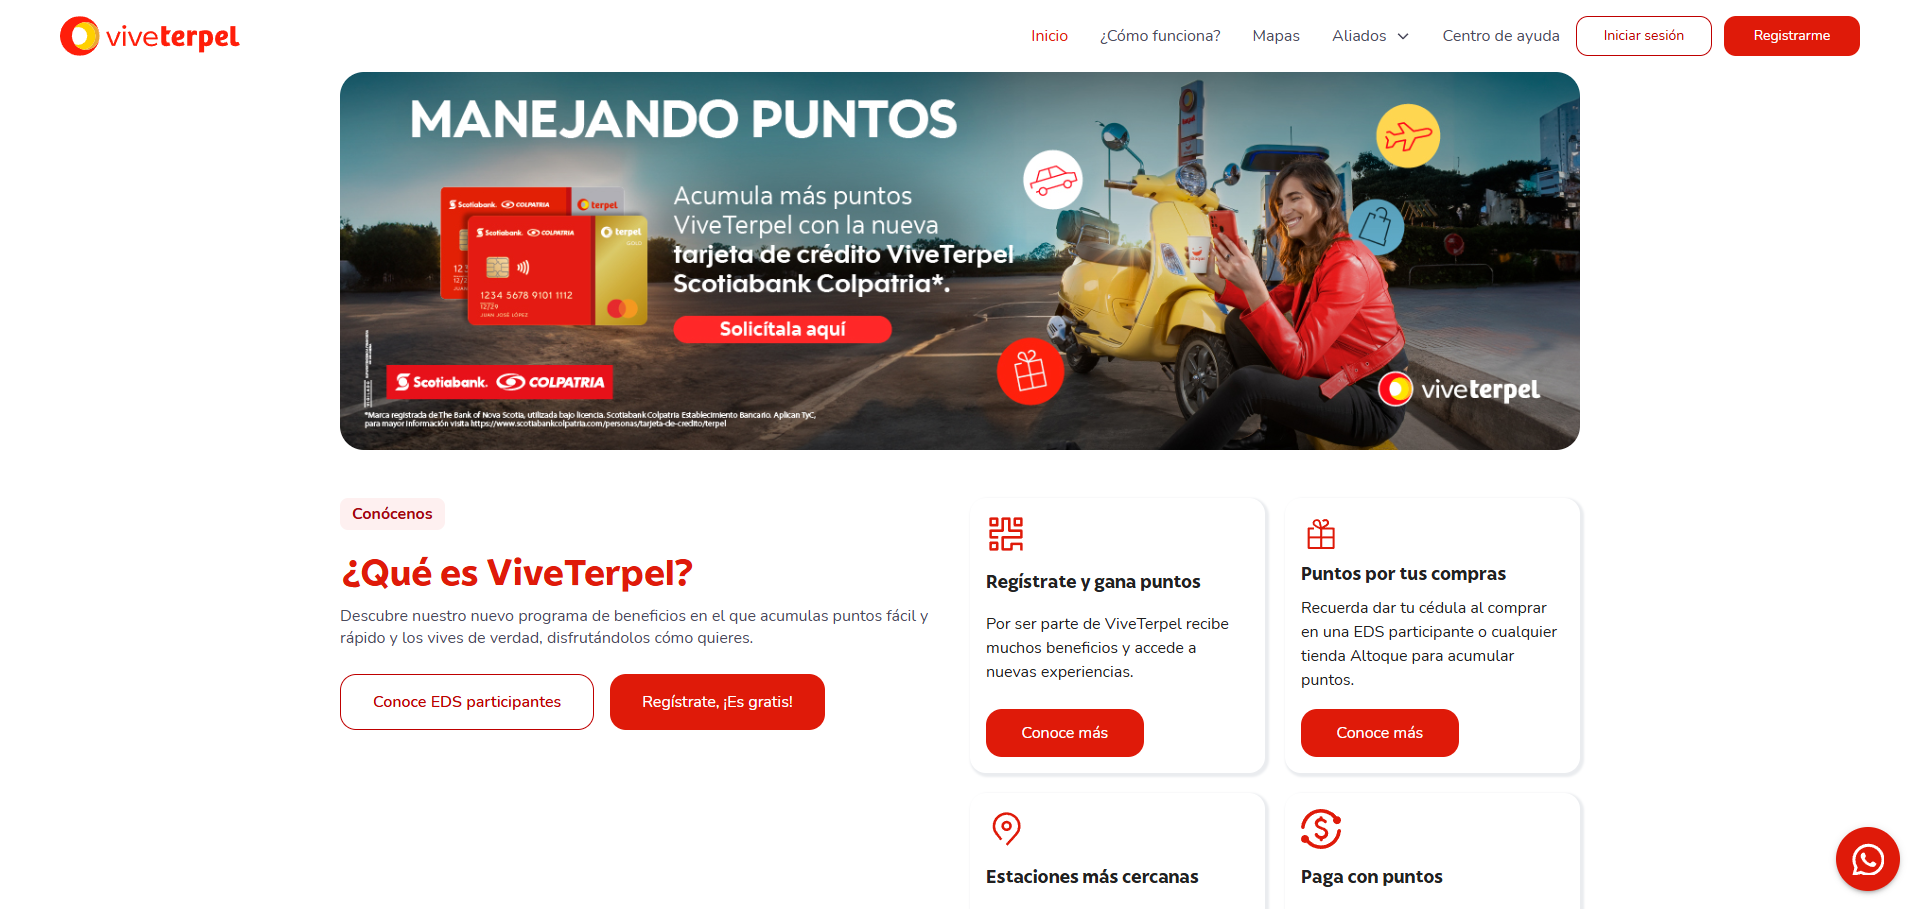 viveterpel
Inicio
¿Cómo funciona?
Mapas
Aliados
Centro de ayuda
Iniciar sesión
Registrarme
MANEJANDO PUNTOS
Acumula más puntos
ViveTerpel con la nueva
tarjeta de crédito ViveTerpel
Scotiabank Colpatria*.
Solicítala aquí
Scotiabank. COLPATRIA terpel
Scotiabank. COLPATRIA terpel
GOLD
1234 5678 9101 1112
12/29
JUAN JOSÉ LÓPEZ
Scotiabank. COLPATRIA
*Marca registrada de The Bank of Nova Scotia, utilizada bajo licencia. Scotiabank Colpatria Establecimiento Bancario. Aplican TyC,
para mayor información visita https://www.scotiabankcolpatria.com/personas/tarjeta-de-credito/terpel
viveterpel
Conócenos
¿Qué es ViveTerpel?
Descubre nuestro nuevo programa de beneficios en el que acumulas puntos fácil y
rápido y los vives de verdad, disfrutándolos cómo quieres.
Conoce EDS participantes
Regístrate, ¡Es gratis!
Regístrate y gana puntos
Por ser parte de ViveTerpel recibe
muchos beneficios y accede a
nuevas experiencias.
Conoce más
Puntos por tus compras
Recuerda dar tu cédula al comprar
en una EDS participante o cualquier
tienda Altoque para acumular
puntos.
Conoce más
Estaciones más cercanas
Paga con puntos